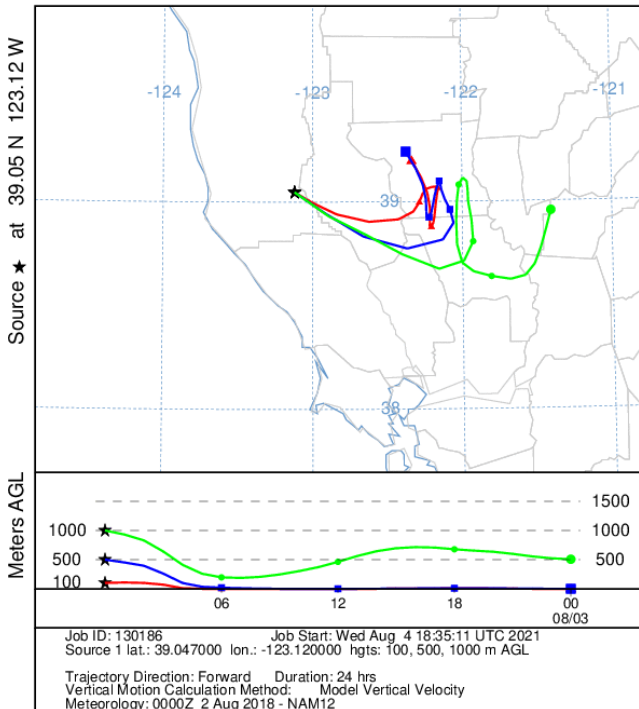 Source ★ at 39.05 N 123.12 W
-124
-123
-122
-121
39
38
Meters AGL
1500
1000
1000
500
500
100
06
12
18
00
08/03
Job ID: 130186 Job Start: Wed Aug 4 18:35:11 UTC 2021
Source 1 lat.: 39.047000 lon.: -123.120000 hgts: 100, 500, 1000 m AGL
Trajectory Direction: Forward Duration: 24 hrs
Vertical Motion Calculation Method: Model Vertical Velocity
Meteorology: 0000Z 2 Aug 2018 - NAM12